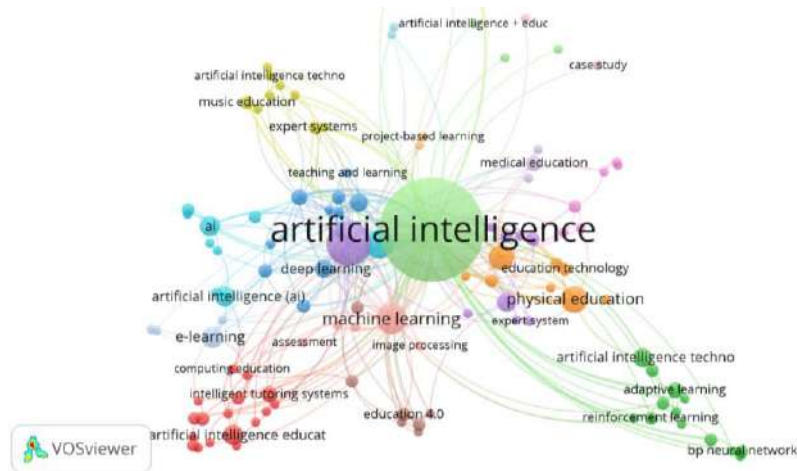 artificial intelligence + educ
case study
artificial intelligence techno
music education
expert systems
project-based learning
medical education
teaching and learning
ai
artificial intelligence
deep learning
education technology
artificial intelligence (ai)
physical education
e-learning
machine learning
expert system
assessment
image processing
artificial intelligence techno
computing education
intelligent tutoring systems
adaptive learning
education 4.0
reinforcement learning
artificial intelligence educat
bp neural network
VOSviewer